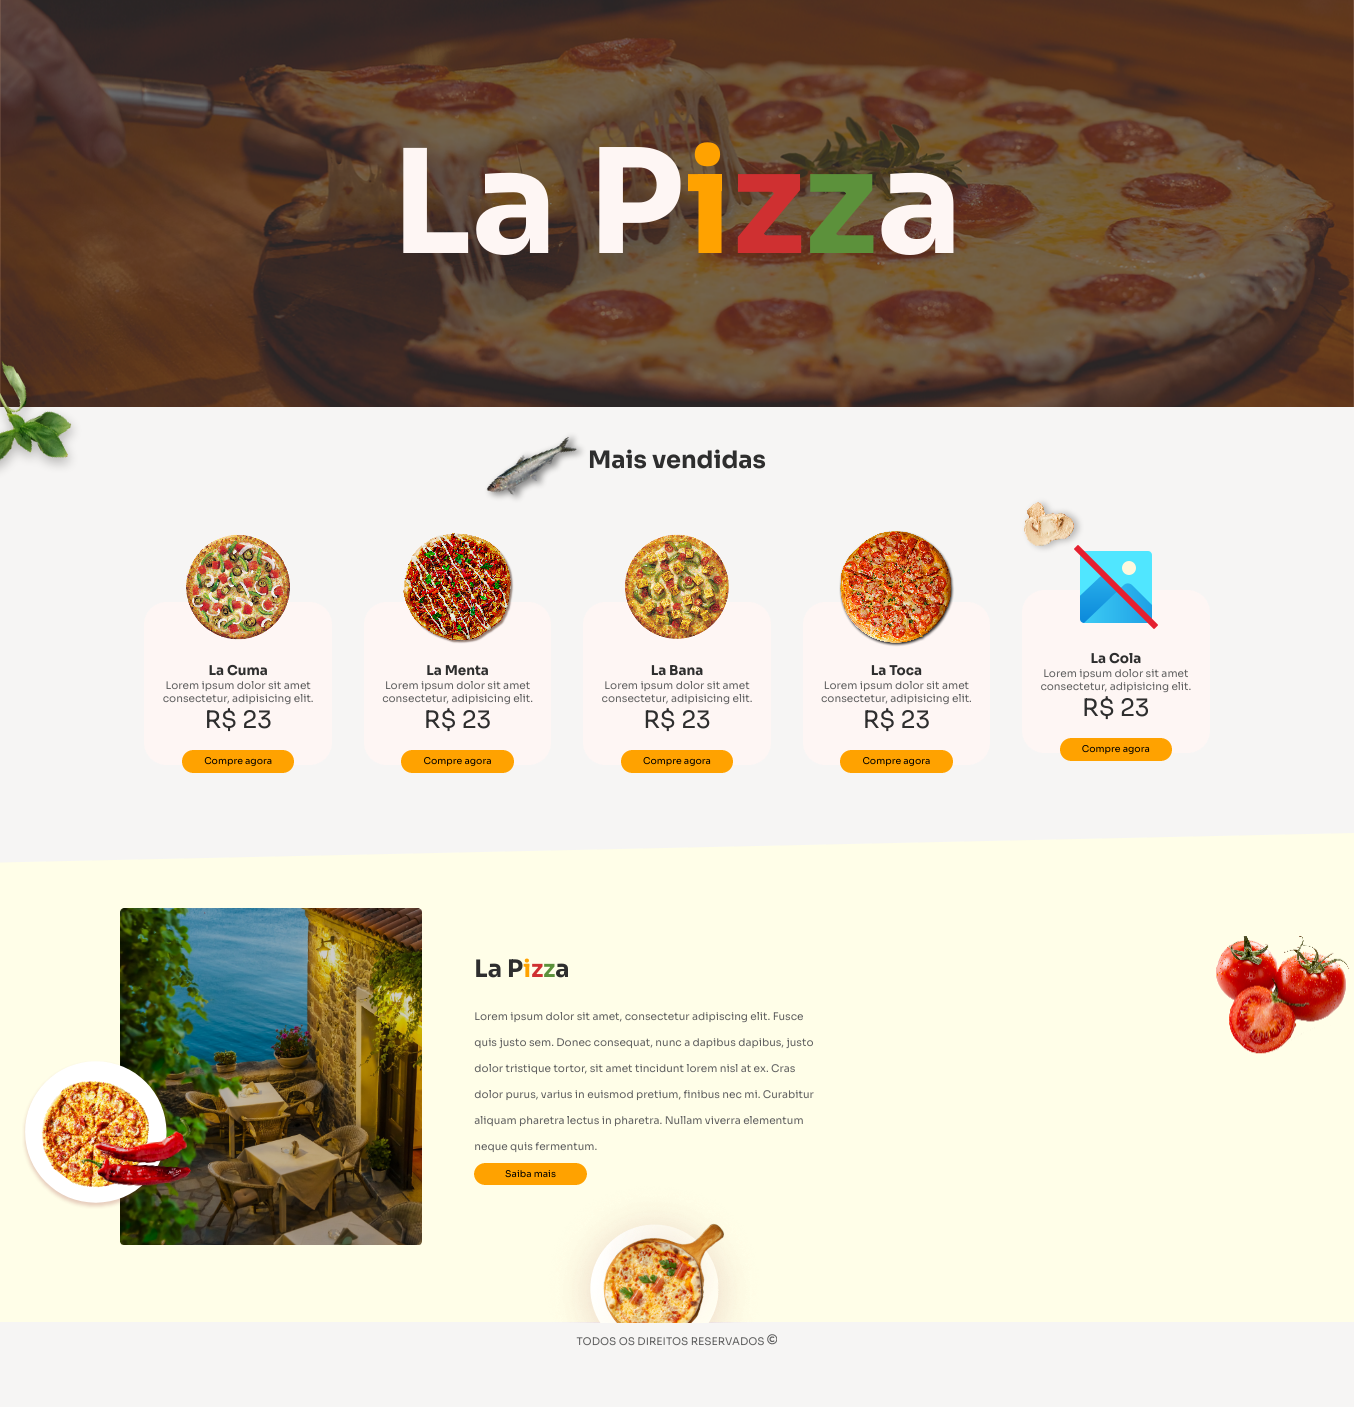 La Pizza
Mais vendidas
La Cuma
Lorem ipsum dolor sit amet
consectetur, adipisicing elit.
R$ 23
Compre agora
La Menta
Lorem ipsum dolor sit amet
consectetur, adipisicing elit.
R$ 23
Compre agora
La Bana
Lorem ipsum dolor sit amet
consectetur, adipisicing elit.
R$ 23
Compre agora
La Toca
Lorem ipsum dolor sit amet
consectetur, adipisicing elit.
R$ 23
Compre agora
La Cola
Lorem ipsum dolor sit amet
consectetur, adipisicing elit.
R$ 23
Compre agora
La Pizza
Lorem ipsum dolor sit amet, consectetur adipiscing elit. Fusce
quis justo sem. Donec consequat, nunc a dapibus dapibus, justo
dolor tristique tortor, sit amet tincidunt lorem nisl at ex. Cras
dolor purus, varius in euismod pretium, finibus nec mi. Curabitur
aliquam pharetra lectus in pharetra. Nullam viverra elementum
neque quis fermentum.
Saiba mais
TODOS OS DIREITOS RESERVADOS ©